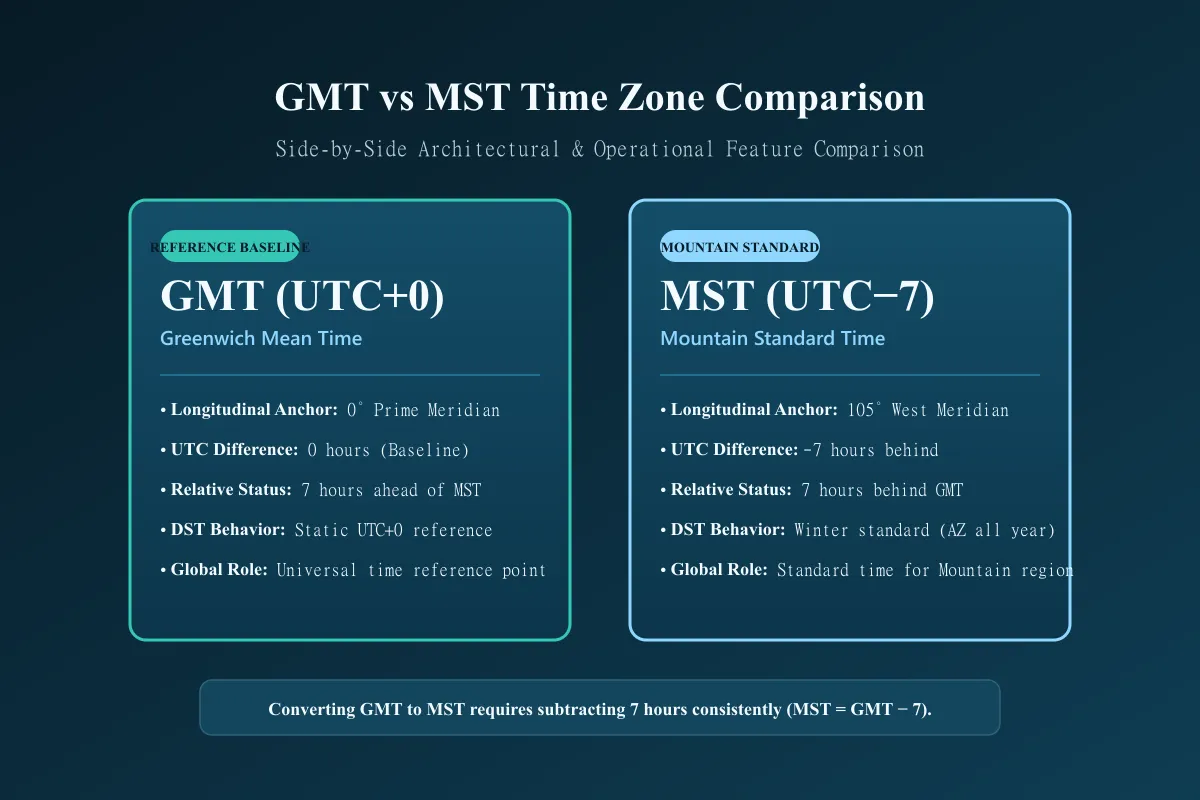 GMT vs MST Time Zone Comparison
Side-by-Side Architectural & Operational Feature Comparison
REFERENCE BASELINE
GMT (UTC+0)
Greenwich Mean Time
• Longitudinal Anchor: 0° Prime Meridian
• UTC Difference: 0 hours (Baseline)
• Relative Status: 7 hours ahead of MST
• DST Behavior: Static UTC+0 reference
• Global Role: Universal time reference point
MOUNTAIN STANDARD
MST (UTC−7)
Mountain Standard Time
• Longitudinal Anchor: 105° West Meridian
• UTC Difference: −7 hours behind
• Relative Status: 7 hours behind GMT
• DST Behavior: Winter standard (AZ all year)
• Global Role: Standard time for Mountain region
Converting GMT to MST requires subtracting 7 hours consistently (MST = GMT − 7).